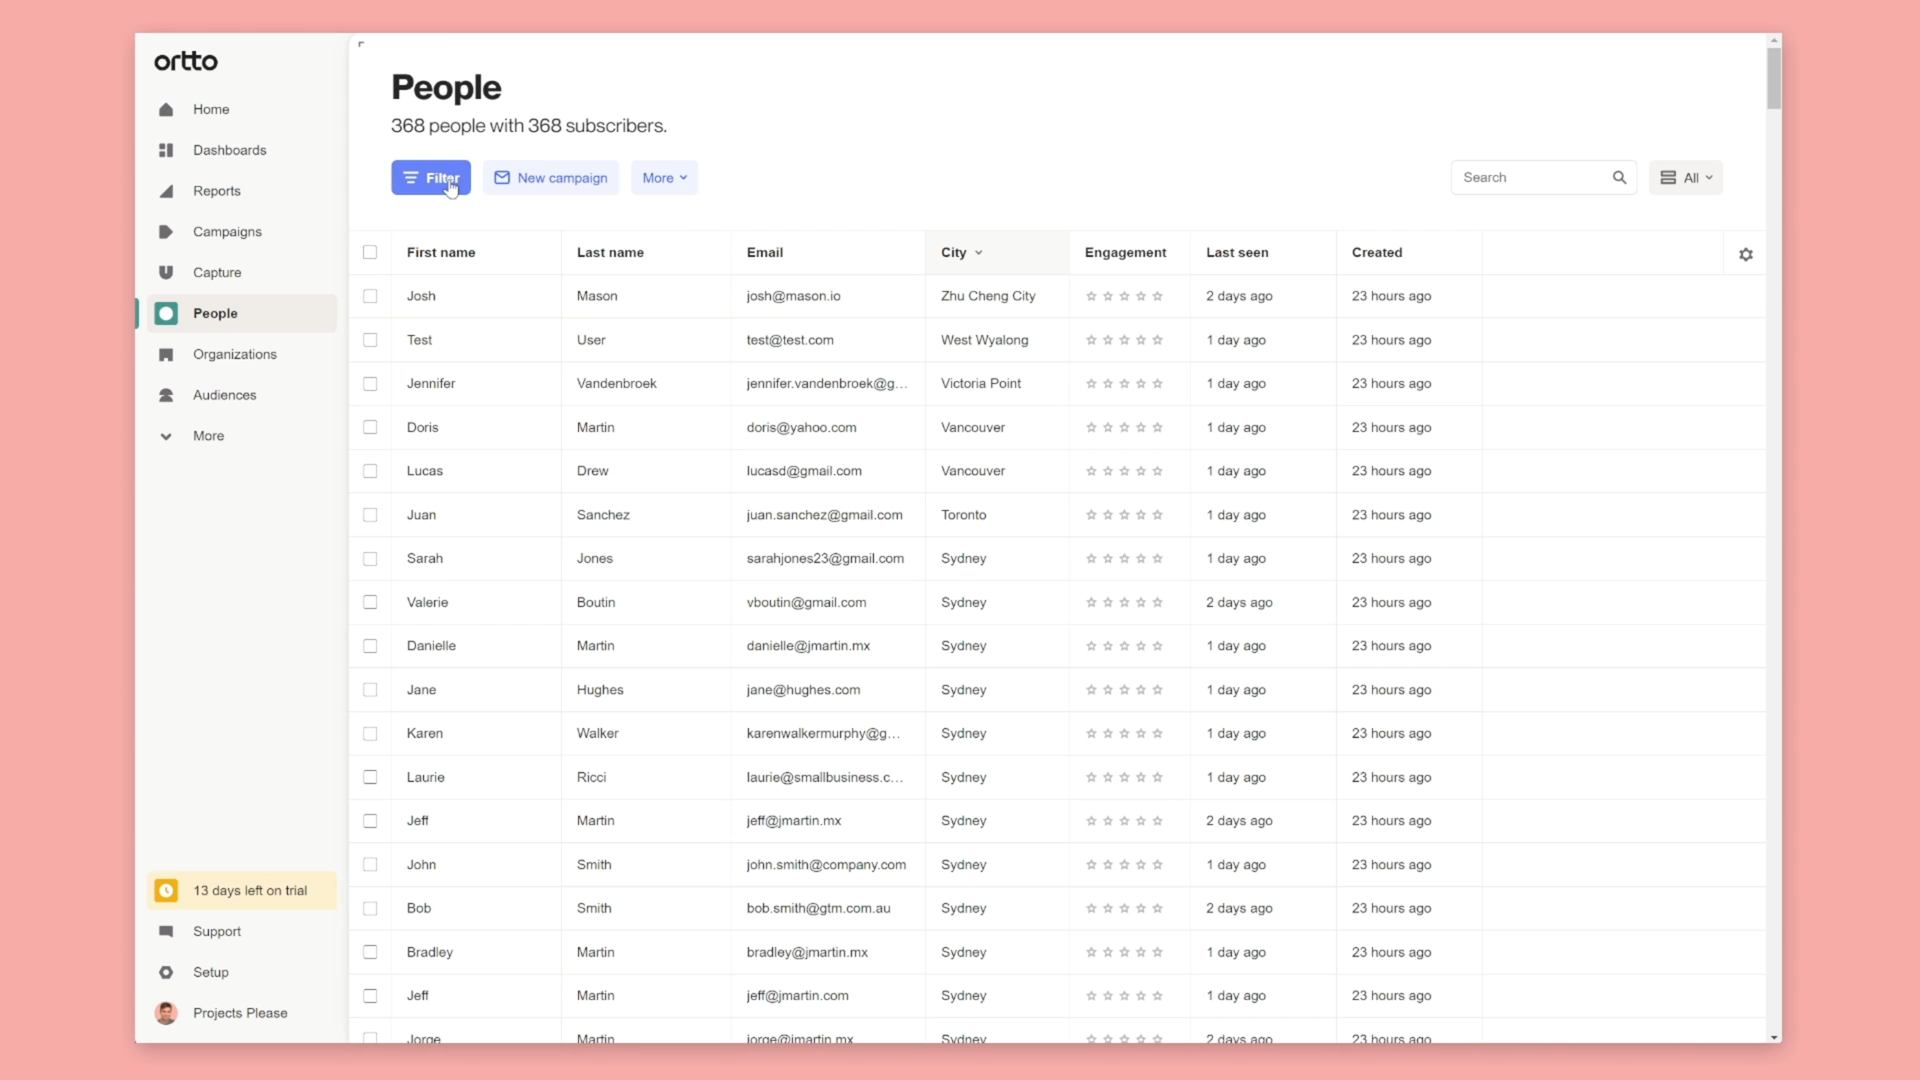 ortto
Home
Dashboards
Reports
Campaigns
Capture
People
Organizations
Audiences
More
13 days left on trial
Support
Setup
Projects Please
People
368 people with 368 subscribers.
Filter New campaign More Search All
First name Last name Email City Engagement Last seen Created
Josh Mason josh@mason.io Zhu Cheng City 2 days ago 23 hours ago
Test User test@test.com West Wyalong 1 day ago 23 hours ago
Jennifer Vandenbroek jennifer.vandenbroek@g... Victoria Point 1 day ago 23 hours ago
Doris Martin doris@yahoo.com Vancouver 1 day ago 23 hours ago
Lucas Drew lucasd@gmail.com Vancouver 1 day ago 23 hours ago
Juan Sanchez juan.sanchez@gmail.com Toronto 1 day ago 23 hours ago
Sarah Jones sarahjones23@gmail.com Sydney 1 day ago 23 hours ago
Valerie Boutin vboutin@gmail.com Sydney 2 days ago 23 hours ago
Danielle Martin danielle@jmartin.mx Sydney 1 day ago 23 hours ago
Jane Hughes jane@hughes.com Sydney 1 day ago 23 hours ago
Karen Walker karenwalkermurphy@g... Sydney 1 day ago 23 hours ago
Laurie Ricci laurie@smallbusiness.c... Sydney 1 day ago 23 hours ago
Jeff Martin jeff@jmartin.mx Sydney 2 days ago 23 hours ago
John Smith john.smith@company.com Sydney 1 day ago 23 hours ago
Bob Smith bob.smith@gtm.com.au Sydney 2 days ago 23 hours ago
Bradley Martin bradley@jmartin.mx Sydney 1 day ago 23 hours ago
Jeff Martin jeff@jmartin.com Sydney 1 day ago 23 hours ago
Jorge Martin jorge@jmartin.mx Sydney 2 days ago 23 hours ago